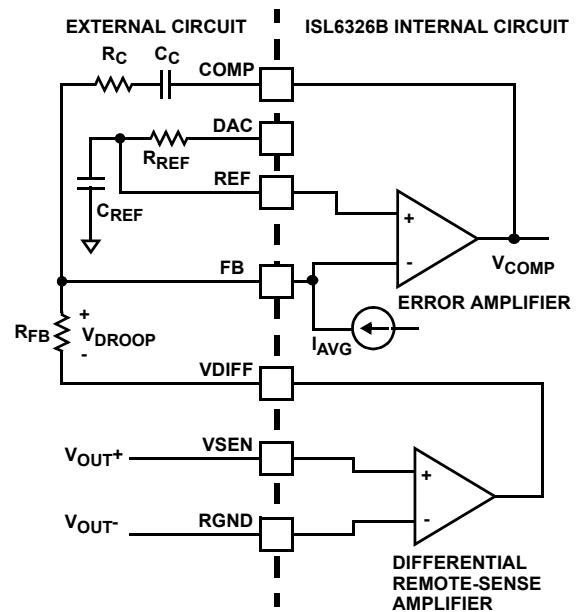 EXTERNAL CIRCUIT
ISL6326B INTERNAL CIRCUIT
RC
CC
COMP
DAC
RREF
REF
CREF
+
-
VCOMP
FB
ERROR AMPLIFIER
RFB
+
VDROOP
-
IAVG
VDIFF
VOUT+
VSEN
+
VOUT-
RGND
-
DIFFERENTIAL
REMOTE-SENSE
AMPLIFIER